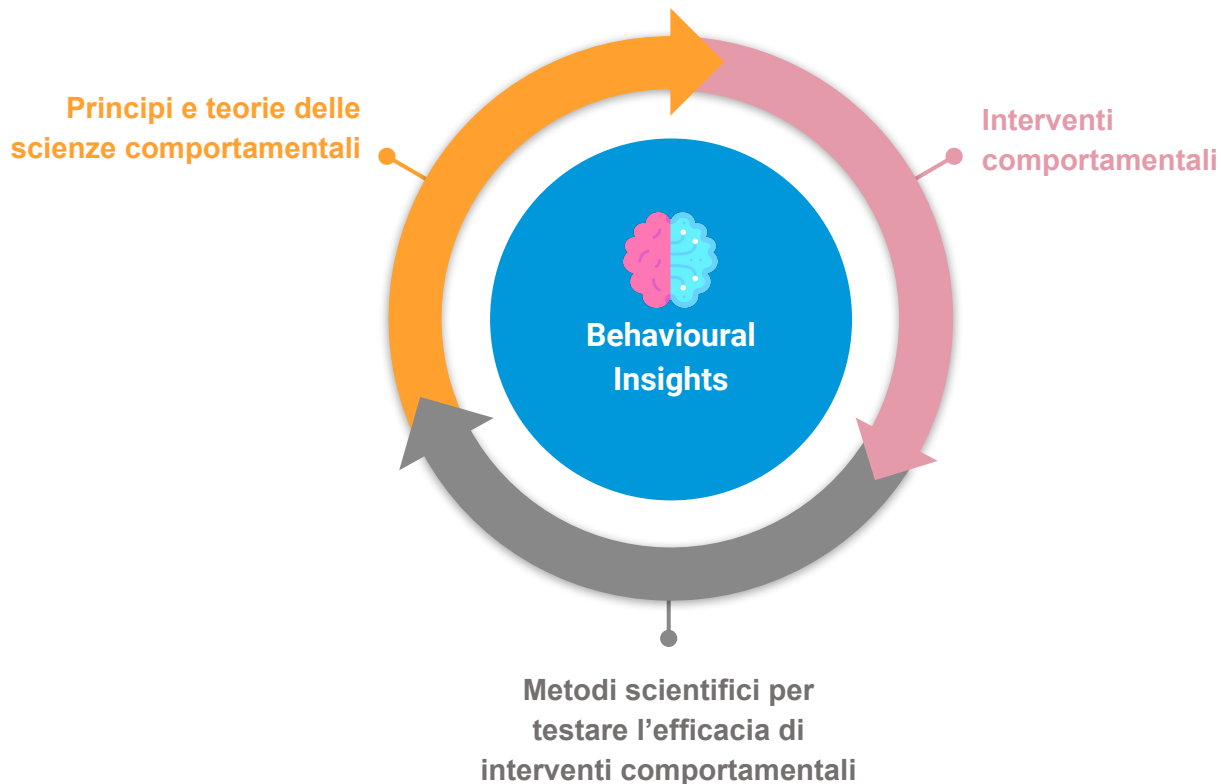 Principi e teorie delle
scienze comportamentali
Interventi
comportamentali
Behavioural
Insights
Metodi scientifici per
testare l’efficacia di
interventi comportamentali